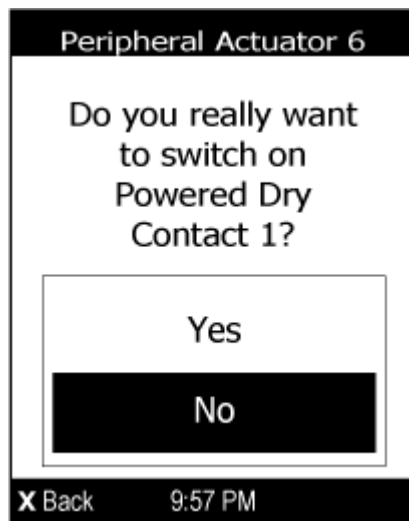 Peripheral Actuator 6
Do you really want
to switch on
Powered Dry
Contact 1?
Yes
No
X Back 9:57 PM